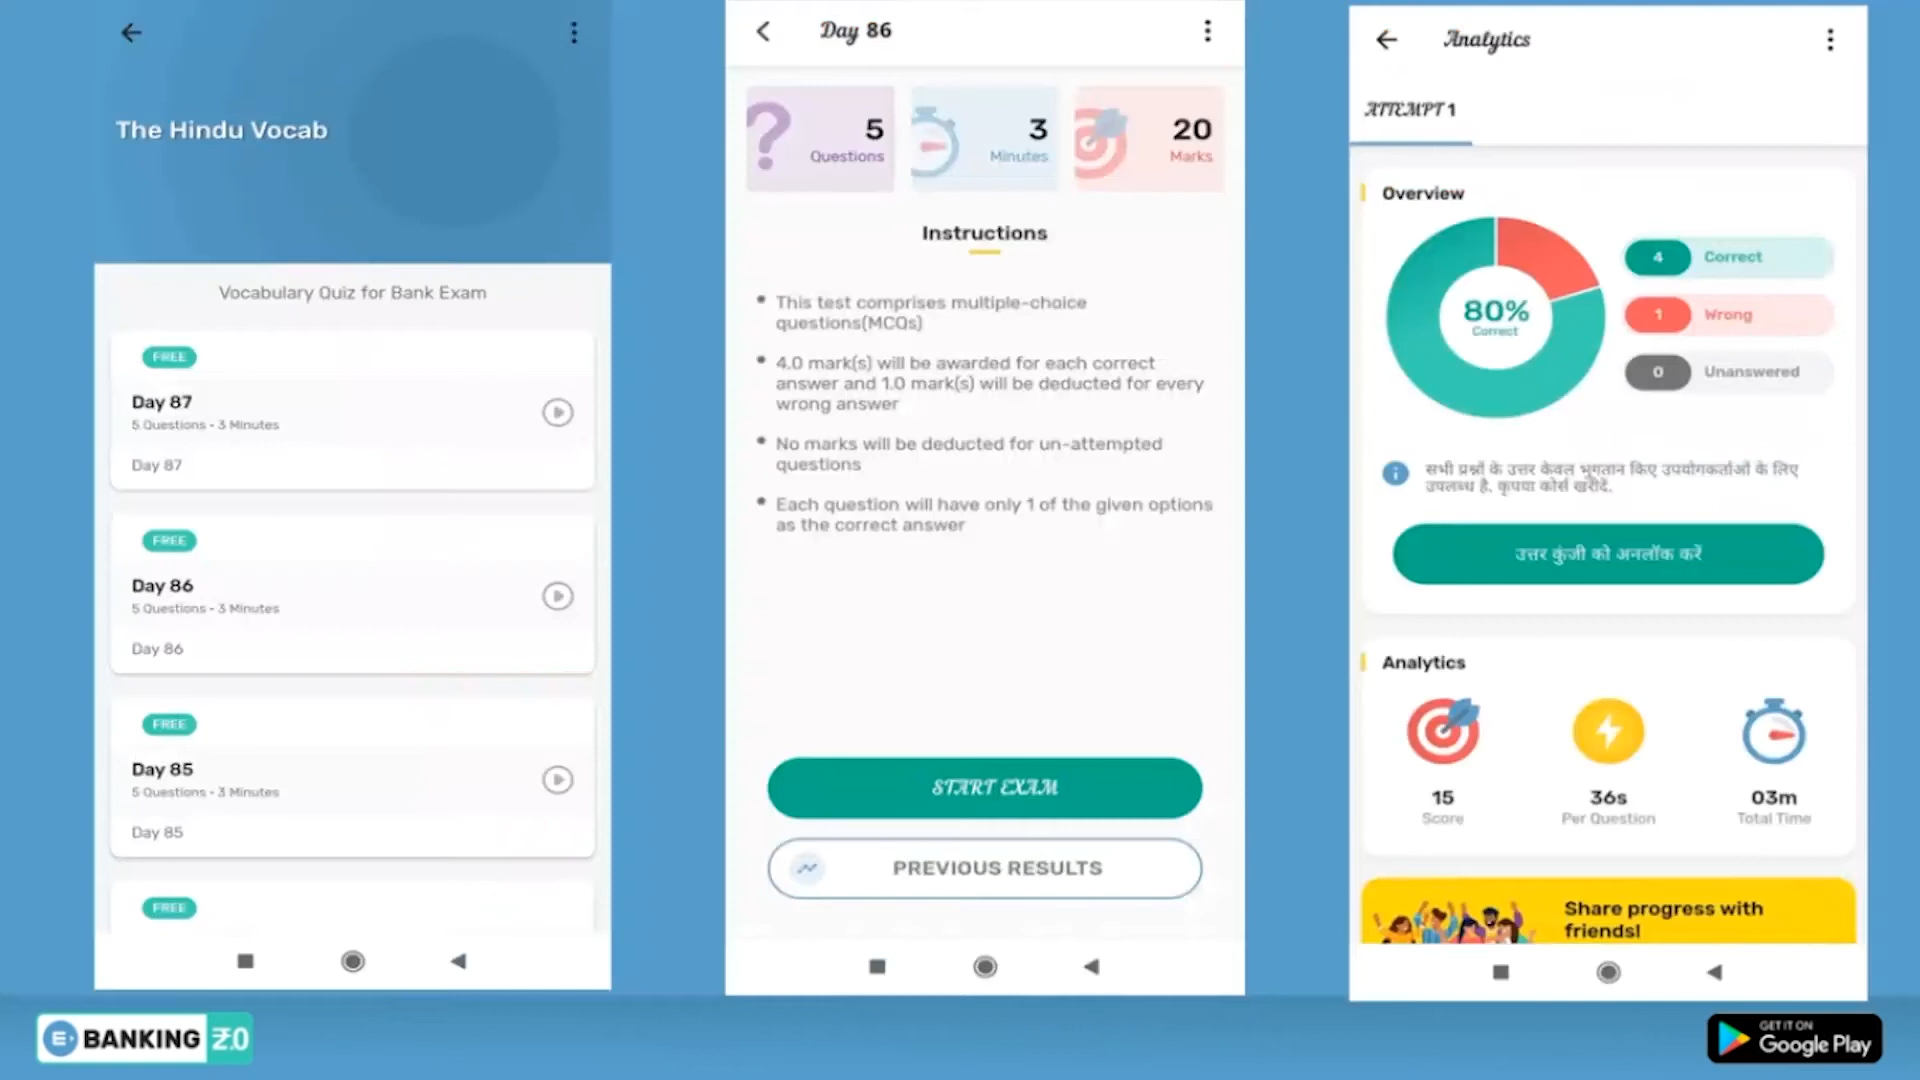 The Hindu Vocab
Vocabulary Quiz for Bank Exam
FREE
Day 87
5 Questions - 3 Minutes
Day 87
FREE
Day 86
5 Questions - 3 Minutes
Day 86
FREE
Day 85
5 Questions - 3 Minutes
Day 85
FREE
Day 86
5
Questions
3
Minutes
20
Marks
Instructions
This test comprises multiple-choice
questions(MCQs)
4.0 mark(s) will be awarded for each correct
answer and 1.0 mark(s) will be deducted for every
wrong answer
No marks will be deducted for un-attempted
questions
Each question will have only 1 of the given options
as the correct answer
START EXAM
PREVIOUS RESULTS
Analytics
ATTEMPT 1
Overview
80%
Correct
4 Correct
1 Wrong
0 Unanswered
सभी प्रश्नों के उत्तर केवल भुगतान किए उपयोगकर्ताओं के लिए
उपलब्ध है. कृपया कोर्स खरीदें.
उत्तर कुंजी को अनलॉक करें
Analytics
15
Score
36s
Per Question
03m
Total Time
Share progress with
friends!
E BANKING ₹.0
GET IT ON
Google Play